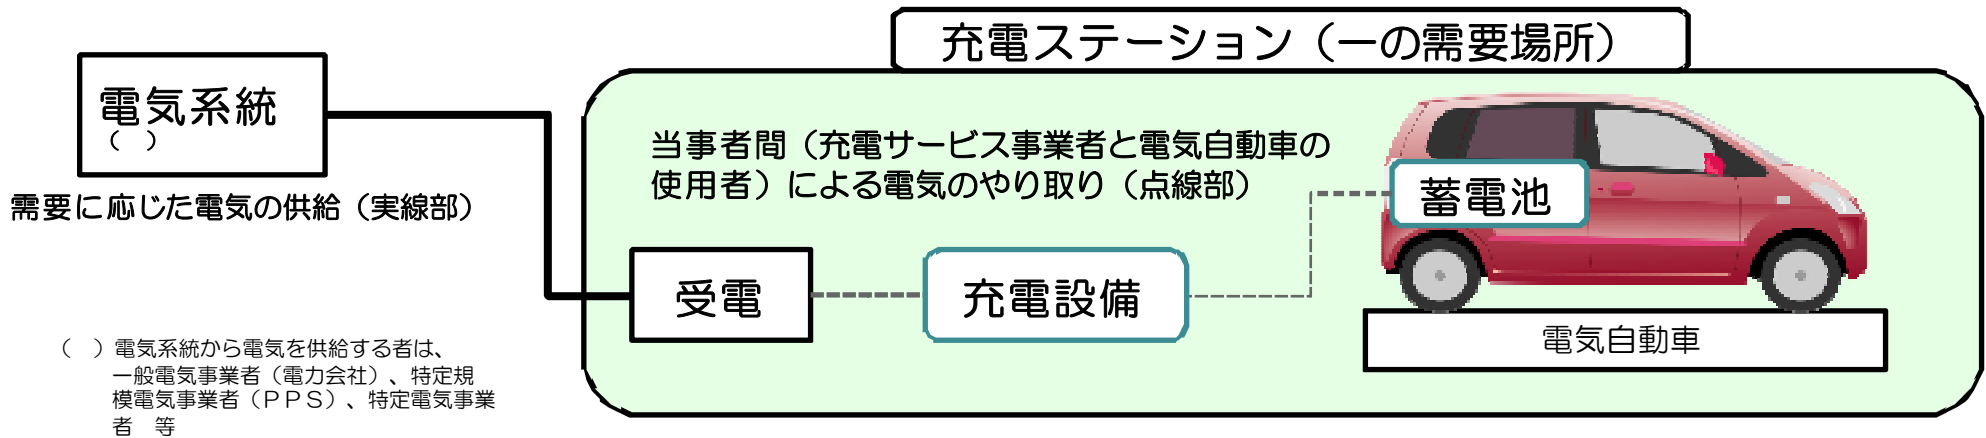 充電ステーション（一の需要場所）
電気系統
（　）
需要に応じた電気の供給（実線部）
当事者間（充電サービス事業者と電気自動車の
使用者）による電気のやり取り（点線部）
蓄電池
受電
充電設備
電気自動車
（　）電気系統から電気を供給する者は、
一般電気事業者（電力会社）、特定規
模電気事業者（ＰＰＳ）、特定電気事業
者　等